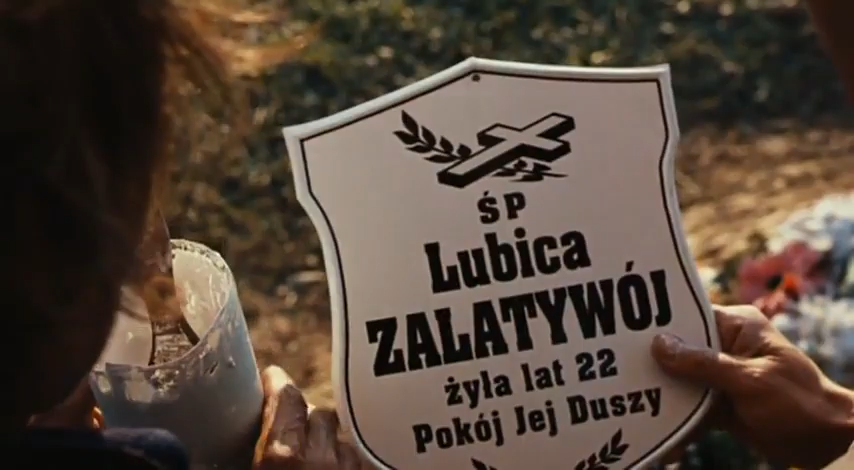 ŚP
Lubica
ZALATYWÓJ
żyła lat 22
Pokój Jej Duszy